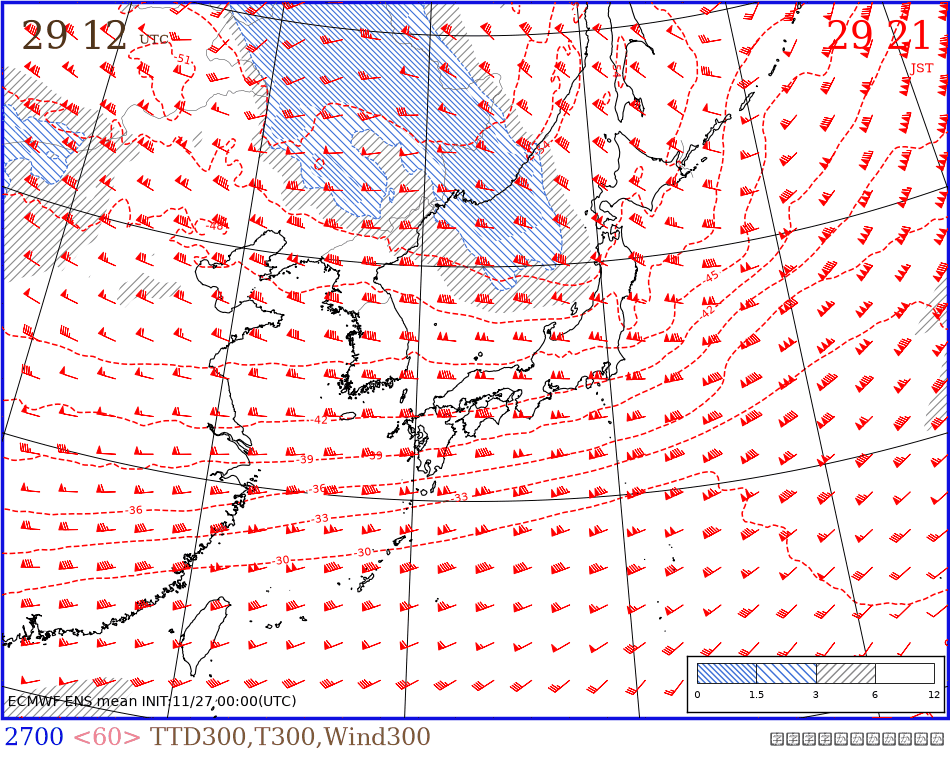 29 12 UTC
29 21 JST
-51
-48
-45
-42
-42
-39
-39
-36
-36
-33
-33
-30
-30
0 1.5 3 6 12
ECMWF ENS mean INIT:11/27 00:00(UTC)
2700 <60> TTD300,T300,Wind300